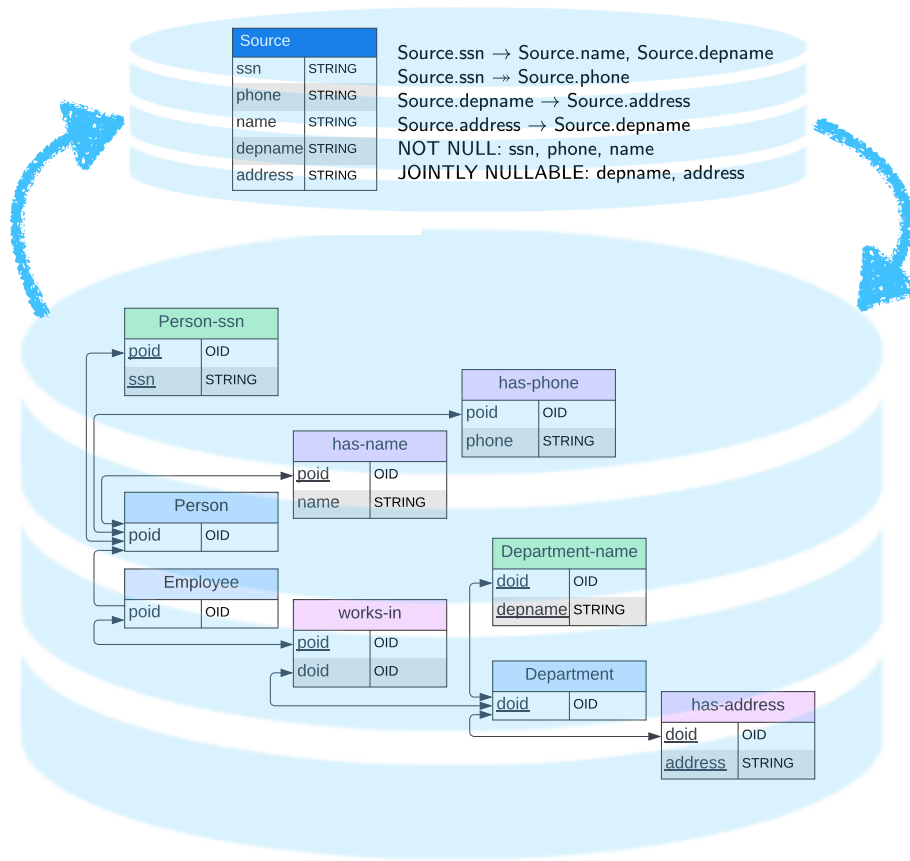 Source
ssn STRING
phone STRING
name STRING
depname STRING
address STRING
Source.ssn → Source.name, Source.depname
Source.ssn ↠ Source.phone
Source.depname → Source.address
Source.address → Source.depname
NOT NULL: ssn, phone, name
JOINTLY NULLABLE: depname, address
Person-ssn
poid OID
ssn STRING
has-phone
poid OID
phone STRING
has-name
poid OID
name STRING
Person
poid OID
Employee
poid OID
works-in
poid OID
doid OID
Department-name
doid OID
depname STRING
Department
doid OID
has-address
doid OID
address STRING